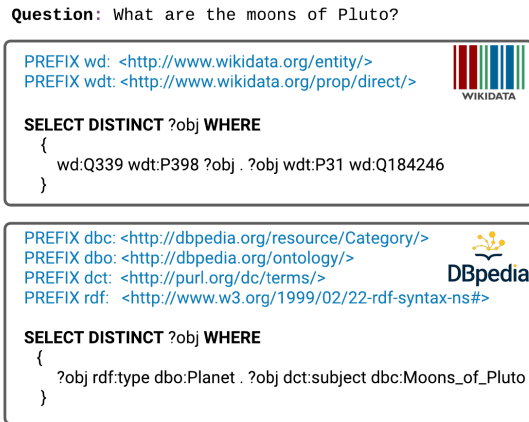 Question: What are the moons of Pluto?
PREFIX wd: <http://www.wikidata.org/entity/>
PREFIX wdt: <http://www.wikidata.org/prop/direct/>
WIKIDATA
SELECT DISTINCT ?obj WHERE
{
wd:Q339 wdt:P398 ?obj . ?obj wdt:P31 wd:Q184246
}
PREFIX dbc: <http://dbpedia.org/resource/Category/>
PREFIX dbo: <http://dbpedia.org/ontology/>
PREFIX dct: <http://purl.org/dc/terms/>
PREFIX rdf: <http://www.w3.org/1999/02/22-rdf-syntax-ns#>
DBpedia
SELECT DISTINCT ?obj WHERE
{
?obj rdf:type dbo:Planet . ?obj dct:subject dbc:Moons_of_Pluto
}